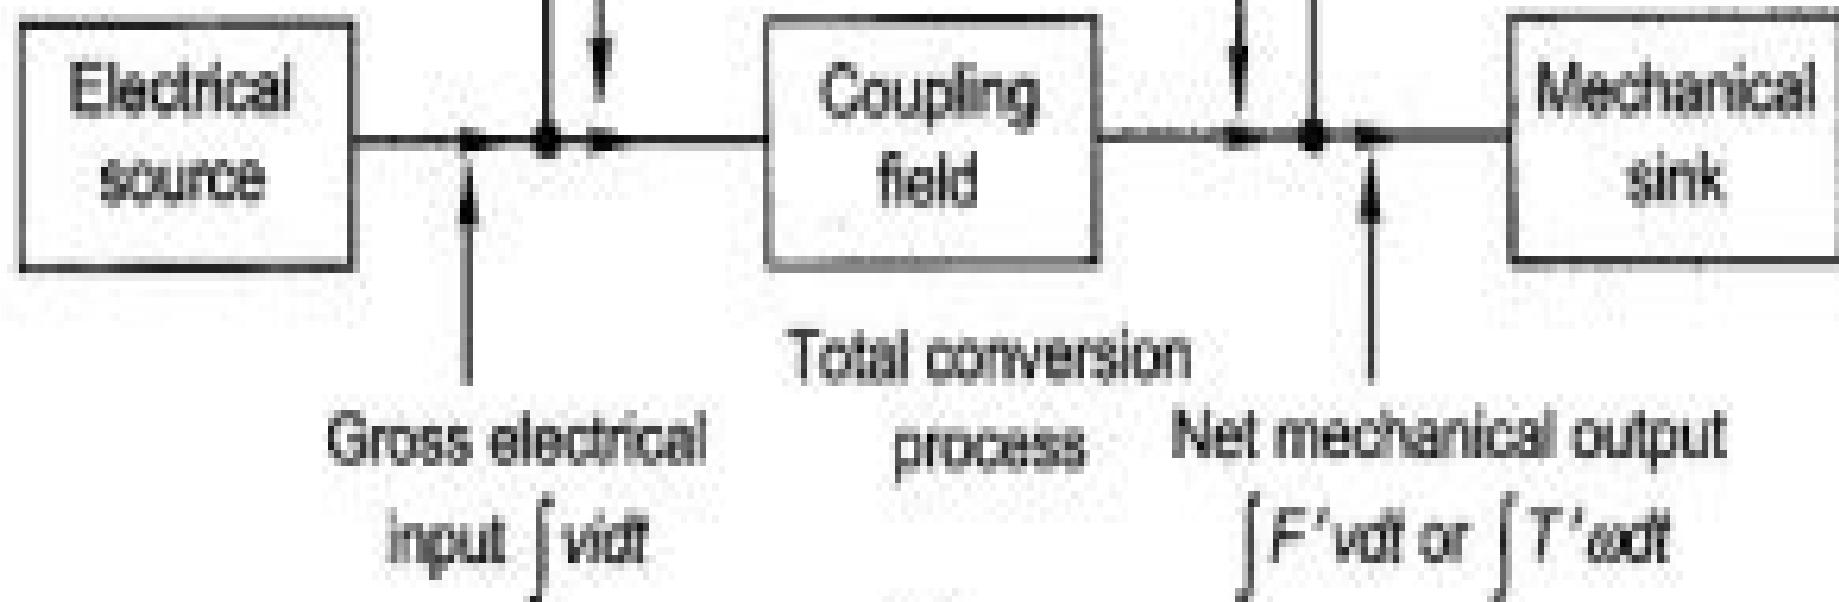 Electrical
source
Coupling
field
Mechanical
sink
Total conversion
process
Gross electrical
input ∫vidt
Net mechanical output
∫F'vdt or ∫T'ωdt